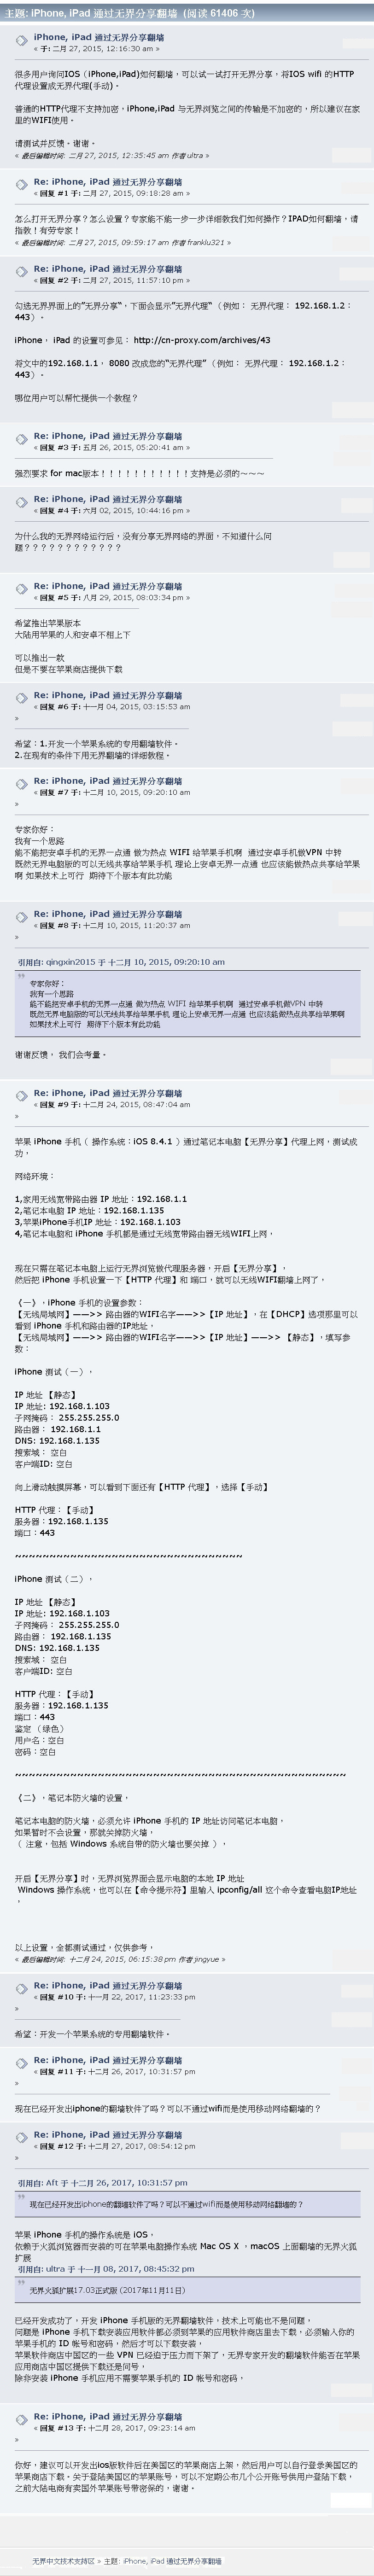 主题: iPhone, iPad 通过无界分享翻墙 (阅读 61406 次)
iPhone, iPad 通过无界分享翻墙
« 于: 二月 27, 2015, 12:16:30 am »
很多用户询问IOS（iPhone,iPad)如何翻墙，可以试一试打开无界分享，将IOS wifi 的HTTP
代理设置成无界代理(手动)。
普通的HTTP代理不支持加密，iPhone,iPad 与无界浏览之间的传输是不加密的，所以建议在家
里的WIFI使用。
请测试并反馈。谢谢。
« 最后编辑时间: 二月 27, 2015, 12:35:45 am 作者 ultra »
Re: iPhone, iPad 通过无界分享翻墙
« 回复 #1 于: 二月 27, 2015, 09:18:28 am »
怎么打开无界分享？怎么设置？专家能不能一步一步详细教我们如何操作？IPAD如何翻墙，请
指教！有劳专家！
« 最后编辑时间: 二月 27, 2015, 09:59:17 am 作者 franklu321 »
Re: iPhone, iPad 通过无界分享翻墙
« 回复 #2 于: 二月 27, 2015, 11:57:10 pm »
勾选无界界面上的“无界分享“，下面会显示”无界代理“ （例如： 无界代理： 192.168.1.2：
443）。
iPhone， iPad 的设置可参见： http://cn-proxy.com/archives/43
将文中的192.168.1.1， 8080 改成您的“无界代理” （例如： 无界代理： 192.168.1.2：
443）。
哪位用户可以帮忙提供一个教程？
Re: iPhone, iPad 通过无界分享翻墙
« 回复 #3 于: 五月 26, 2015, 05:20:41 am »
强烈要求 for mac版本！！！！！！！！！！！支持是必须的～～～
Re: iPhone, iPad 通过无界分享翻墙
« 回复 #4 于: 六月 02, 2015, 10:44:16 pm »
为什么我的无界网络运行后，没有分享无界网络的界面，不知道什么问
题？？？？？？？？？？？？
Re: iPhone, iPad 通过无界分享翻墙
« 回复 #5 于: 八月 29, 2015, 08:03:34 pm »
希望推出苹果版本
大陆用苹果的人和安卓不相上下
可以推出一款
但是不要在苹果商店提供下载
Re: iPhone, iPad 通过无界分享翻墙
« 回复 #6 于: 十一月 04, 2015, 03:15:53 am
»
希望：1.开发一个苹果系统的专用翻墙软件。
2.在现有的条件下用无界翻墙的详细教程。
Re: iPhone, iPad 通过无界分享翻墙
« 回复 #7 于: 十二月 10, 2015, 09:20:10 am
»
专家你好：
我有一个思路
能不能把安卓手机的无界一点通 做为热点 WIFI 给苹果手机啊 通过安卓手机做VPN 中转
既然无界电脑版的可以无线共享给苹果手机 理论上安卓无界一点通 也应该能做热点共享给苹果
啊 如果技术上可行 期待下个版本有此功能
Re: iPhone, iPad 通过无界分享翻墙
« 回复 #8 于: 十二月 10, 2015, 11:20:37 am
»
引用自: qingxin2015 于 十二月 10, 2015, 09:20:10 am
专家你好：
我有一个思路
能不能把安卓手机的无界一点通 做为热点 WIFI 给苹果手机啊 通过安卓手机做VPN 中转
既然无界电脑版的可以无线共享给苹果手机 理论上安卓无界一点通 也应该能做热点共享给苹果啊
如果技术上可行 期待下个版本有此功能
谢谢反馈， 我们会考量。
Re: iPhone, iPad 通过无界分享翻墙
« 回复 #9 于: 十二月 24, 2015, 08:47:04 am
»
苹果 iPhone 手机（ 操作系统：iOS 8.4.1 ）通过笔记本电脑【无界分享】代理上网，测试成
功，
网络环境：
1,家用无线宽带路由器 IP 地址：192.168.1.1
2,笔记本电脑 IP 地址：192.168.1.135
3,苹果iPhone手机IP 地址：192.168.1.103
4,笔记本电脑和 iPhone 手机都是通过无线宽带路由器无线WIFI上网，
现在只需在笔记本电脑上运行无界浏览做代理服务器，开启【无界分享】，
然后把 iPhone 手机设置一下【HTTP 代理】和 端口，就可以无线WIFI翻墙上网了，
《一》，iPhone 手机的设置参数：
【无线局域网】——>> 路由器的WIFI名字——>>【IP 地址】，在【DHCP】选项那里可以
看到 iPhone 手机和路由器的IP地址，
【无线局域网】——>> 路由器的WIFI名字——>>【IP 地址】——>> 【静态】，填写参
数：
iPhone 测试（一），
IP 地址 【静态】
IP 地址: 192.168.1.103
子网掩码： 255.255.255.0
路由器： 192.168.1.1
DNS: 192.168.1.135
搜索域： 空白
客户端ID: 空白
向上滑动触摸屏幕，可以看到下面还有【HTTP 代理】，选择【手动】
HTTP 代理：【手动】
服务器：192.168.1.135
端口：443
~~~~~~~~~~~~~~~~~~~~~~~~~~~~~~~~~
iPhone 测试（二），
IP 地址 【静态】
IP 地址: 192.168.1.103
子网掩码： 255.255.255.0
路由器： 192.168.1.135
DNS: 192.168.1.135
搜索域： 空白
客户端ID: 空白
HTTP 代理：【手动】
服务器：192.168.1.135
端口：443
鉴定 （绿色）
用户名：空白
密码：空白
~~~~~~~~~~~~~~~~~~~~~~~~~~~~~~~~~~~~~~~~~~~~~~~~
《二》，笔记本防火墙的设置，
笔记本电脑的防火墙，必须允许 iPhone 手机的 IP 地址访问笔记本电脑，
如果暂时不会设置，那就关掉防火墙，
（ 注意，包括 Windows 系统自带的防火墙也要关掉 ），
开启【无界分享】时，无界浏览界面会显示电脑的本地 IP 地址
Windows 操作系统，也可以在【命令提示符】里输入 ipconfig/all 这个命令查看电脑IP地址
，
以上设置，全都测试通过，仅供参考，
« 最后编辑时间: 十二月 24, 2015, 06:15:38 pm 作者 jingyue »
Re: iPhone, iPad 通过无界分享翻墙
« 回复 #10 于: 十一月 22, 2017, 11:23:33 pm
»
希望：开发一个苹果系统的专用翻墙软件。
Re: iPhone, iPad 通过无界分享翻墙
« 回复 #11 于: 十二月 26, 2017, 10:31:57 pm
»
现在已经开发出iphone的翻墙软件了吗？可以不通过wifi而是使用移动网络翻墙的？
Re: iPhone, iPad 通过无界分享翻墙
« 回复 #12 于: 十二月 27, 2017, 08:54:12 pm
»
引用自: Aft 于 十二月 26, 2017, 10:31:57 pm
现在已经开发出iphone的翻墙软件了吗？可以不通过wifi而是使用移动网络翻墙的？
苹果 iPhone 手机的操作系统是 iOS，
依赖于火狐浏览器而安装的可在苹果电脑操作系统 Mac OS X ，macOS 上面翻墙的无界火狐
扩展
引用自: ultra 于 十一月 08, 2017, 08:45:32 pm
无界火狐扩展17.03正式版 (2017年11月11日）
已经开发成功了，开发 iPhone 手机版的无界翻墙软件，技术上可能也不是问题，
问题是 iPhone 手机下载安装应用软件都必须到苹果的应用软件商店里去下载，必须输入你的
苹果手机的 ID 帐号和密码，然后才可以下载安装，
苹果软件商店中国区的一些 VPN 已经迫于压力而下架了，无界专家开发的翻墙软件能否在苹果
应用商店中国区提供下载还是问号，
除非安装 iPhone 手机应用不需要苹果手机的 ID 帐号和密码，
Re: iPhone, iPad 通过无界分享翻墙
« 回复 #13 于: 十二月 28, 2017, 09:23:14 am
»
你好，建议可以开发出ios版软件后在美国区的苹果商店上架，然后用户可以自行登录美国区的
苹果商店下载。关于登陆美国区的苹果账号，可以不定期公布几个公开账号供用户登陆下载，
之前大陆电商有卖国外苹果账号带密保的，谢谢。
无界中文技术支持区 » 主题: iPhone, iPad 通过无界分享翻墙